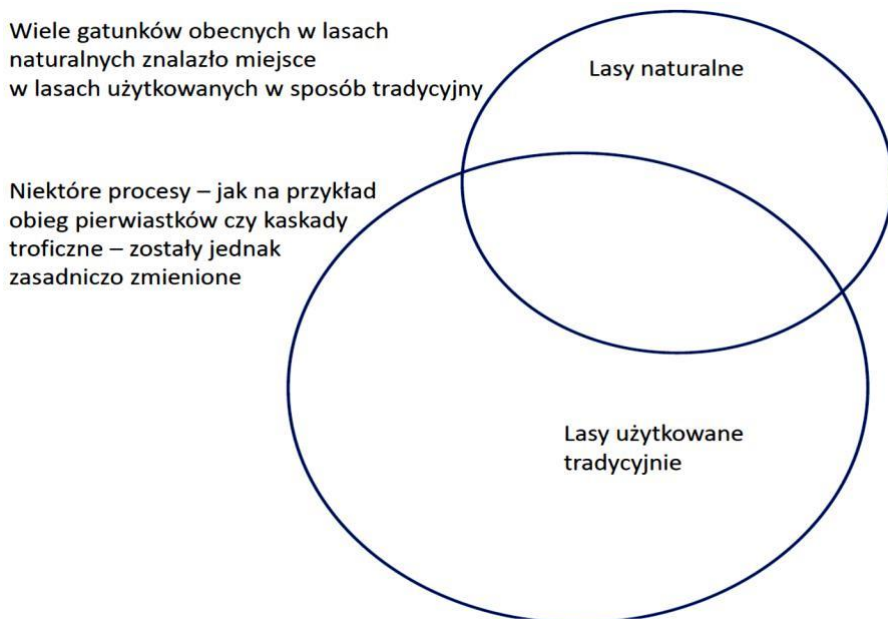 Wiele gatunków obecnych w lasach
naturalnych znalazło miejsce
w lasach użytkowanych w sposób tradycyjny
Lasy naturalne
Niektóre procesy – jak na przykład
obieg pierwiastków czy kaskady
troficzne – zostały jednak
zasadniczo zmienione
Lasy użytkowane
tradycyjnie